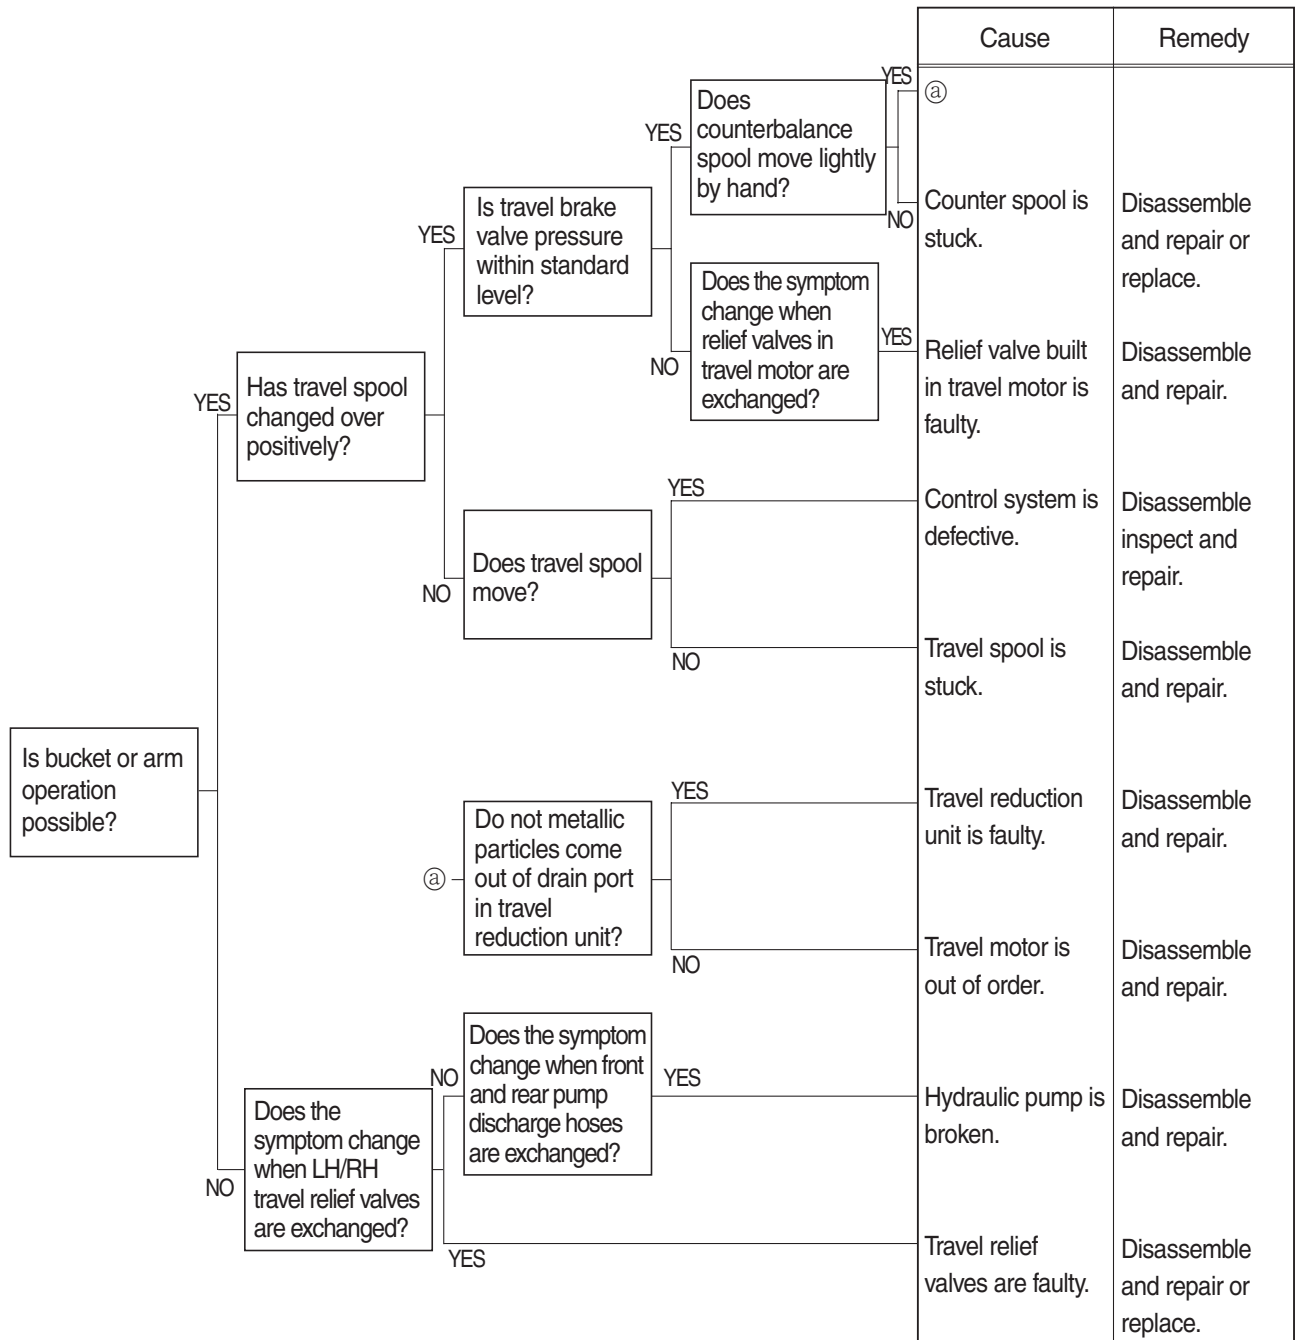 Cause
Remedy
Is bucket or arm
operation
possible?
YES
Has travel spool
changed over
positively?
YES
Is travel brake
valve pressure
within standard
level?
YES
Does
counterbalance
spool move lightly
by hand?
YES
ⓐ
NO
Counter spool is
stuck.
Disassemble
and repair or
replace.
NO
Does the symptom
change when
relief valves in
travel motor are
exchanged?
YES
Relief valve built
in travel motor is
faulty.
Disassemble
and repair.
NO
Does travel spool
move?
YES
Control system is
defective.
Disassemble
inspect and
repair.
NO
Travel spool is
stuck.
Disassemble
and repair.
ⓐ
Do not metallic
particles come
out of drain port
in travel
reduction unit?
YES
Travel reduction
unit is faulty.
Disassemble
and repair.
NO
Travel motor is
out of order.
Disassemble
and repair.
NO
Does the
symptom change
when LH/RH
travel relief valves
are exchanged?
NO
Does the symptom
change when front
and rear pump
discharge hoses
are exchanged?
YES
Hydraulic pump is
broken.
Disassemble
and repair.
YES
Travel relief
valves are faulty.
Disassemble
and repair or
replace.